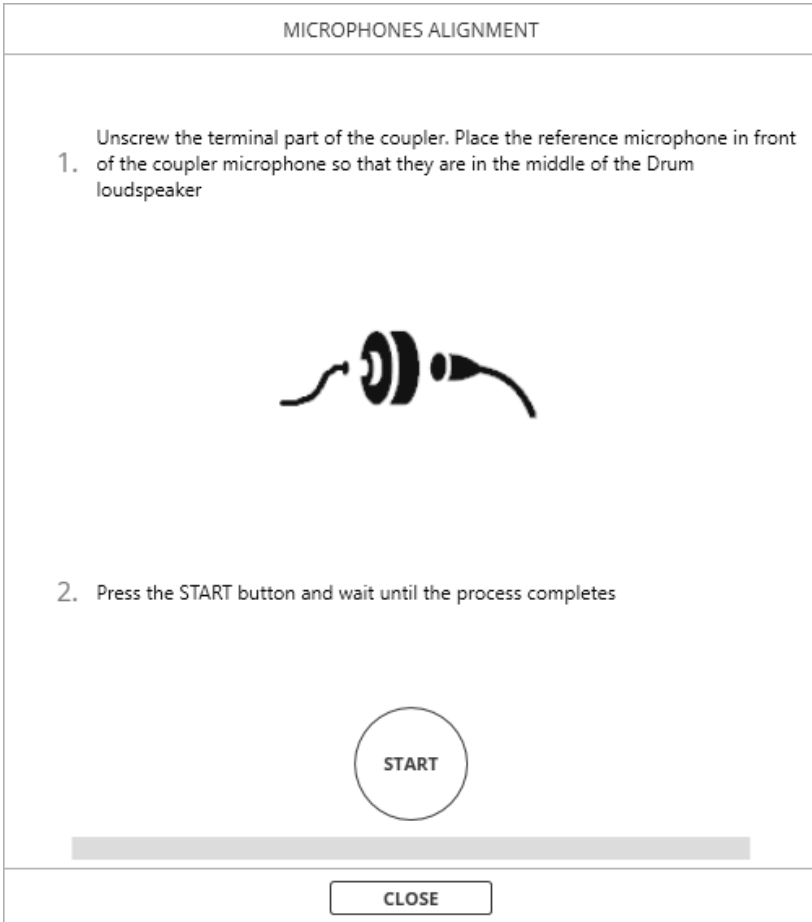 MICROPHONES ALIGNMENT
Unscrew the terminal part of the coupler. Place the reference microphone in front
1. of the coupler microphone so that they are in the middle of the Drum
loudspeaker
2. Press the START button and wait until the process completes
START
CLOSE